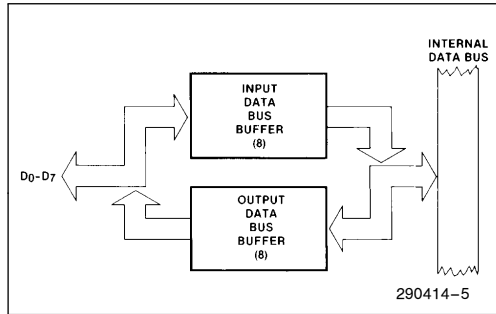 INTERNAL
DATA BUS
INPUT
DATA
BUS
BUFFER
(8)
D0-D7
OUTPUT
DATA
BUS
BUFFER
(8)
290414-5